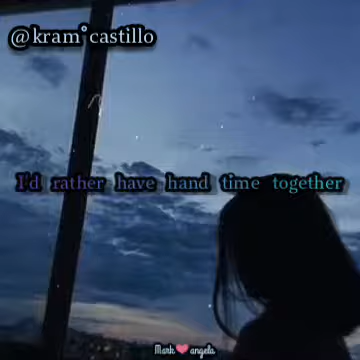 @kram°castillo
I'd rather have hand time together
Mark ❤ angela